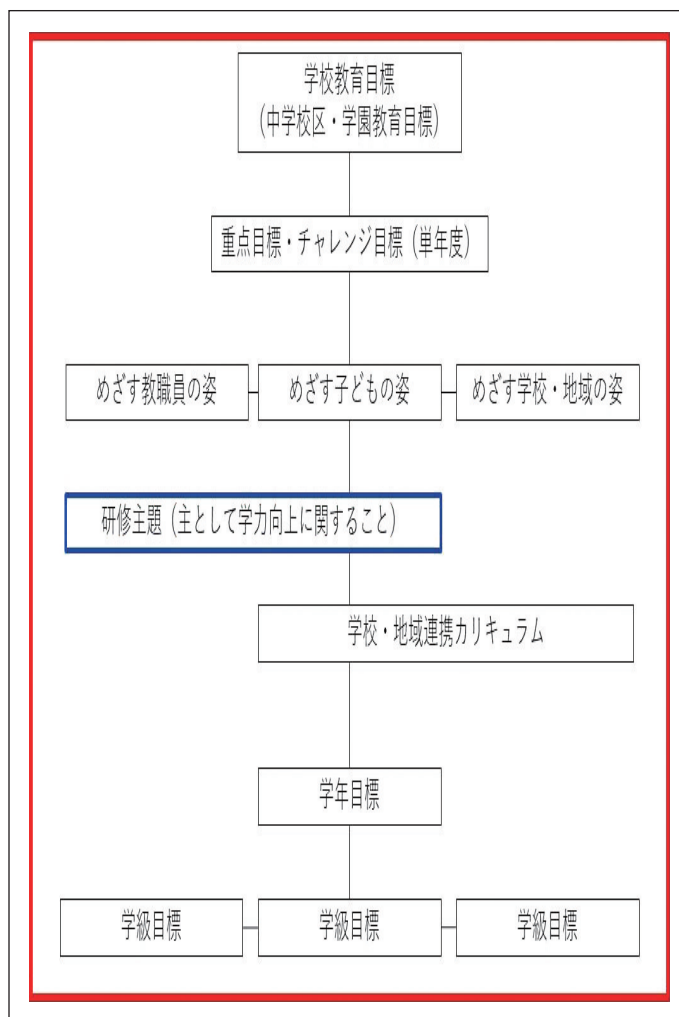 学校教育目標
（中学校区・学園教育目標）
重点目標・チャレンジ目標（単年度）
めざす教職員の姿
めざす子どもの姿
めざす学校・地域の姿
研修主題（主として学力向上に関すること）
学校・地域連携カリキュラム
学年目標
学級目標
学級目標
学級目標